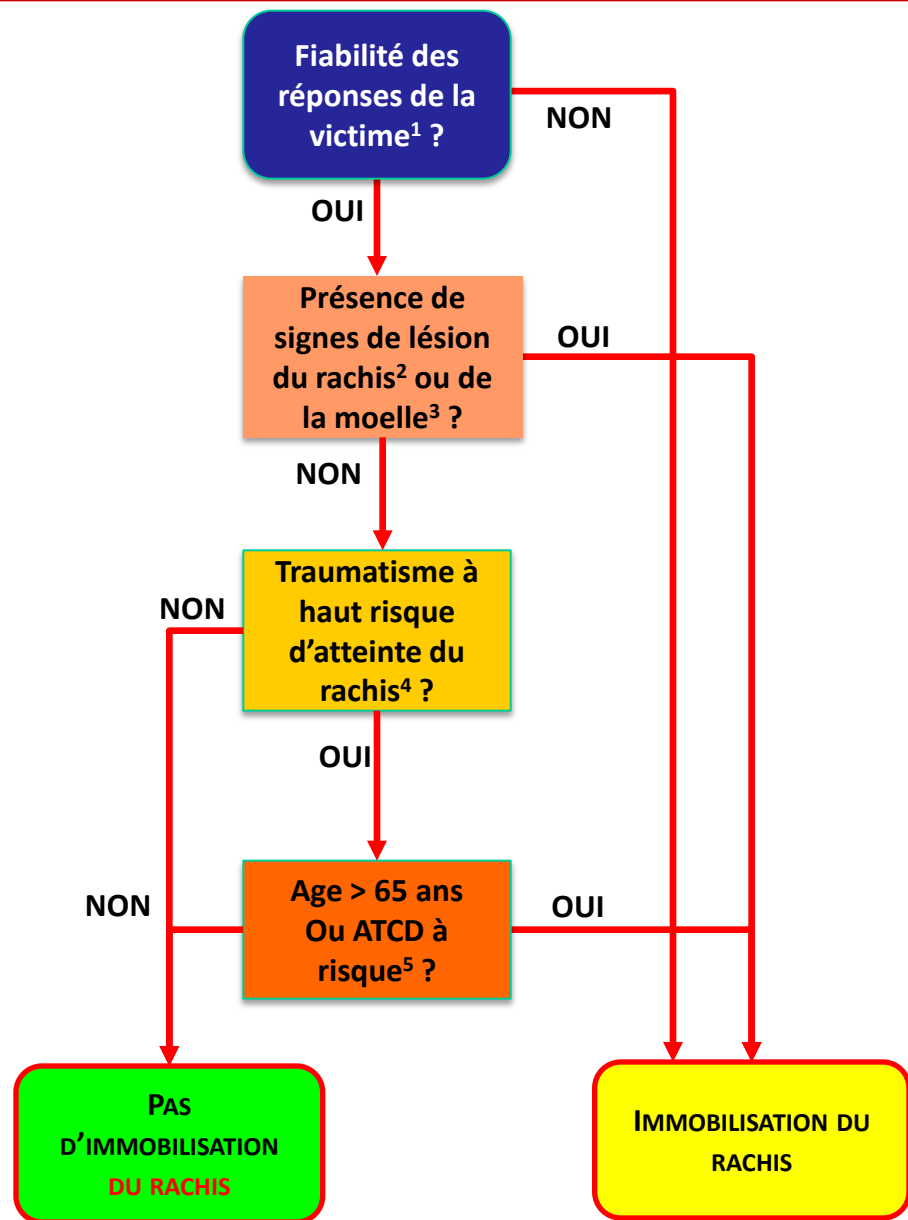 Fiabilité des
réponses de la
victime¹ ?
NON
OUI
Présence de
signes de lésion
du rachis² ou de
la moelle³ ?
OUI
NON
Traumatisme à
haut risque
d'atteinte du
rachis⁴ ?
NON
OUI
Age > 65 ans
Ou ATCD à
risque⁵ ?
NON
OUI
PAS
D'IMMOBILISATION
DU RACHIS
IMMOBILISATION DU
RACHIS